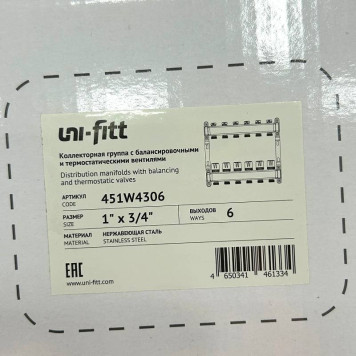 uni-fitt
Коллекторная группа с балансировочными
и термостатическими вентилями
Distribution manifolds with balancing
and thermostatic valves
АРТИКУЛ
CODE
451W4306
РАЗМЕР
SIZE
1" x 3/4"
ВЫХОДОВ
WAYS
6
МАТЕРИАЛ
MATERIAL
НЕРЖАВЕЮЩАЯ СТАЛЬ
STAINLESS STEEL
EAC
www.uni-fitt.com
4 650341 461334